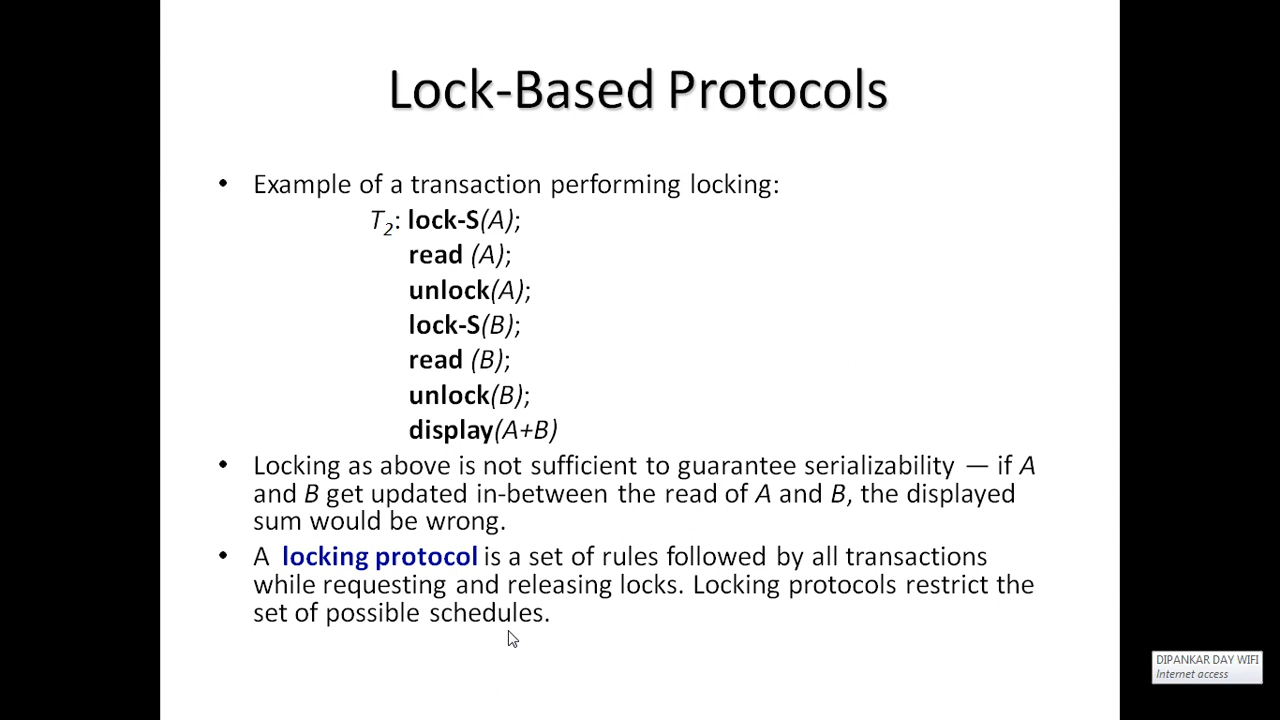 Lock-Based Protocols
• Example of a transaction performing locking:
T2: lock-S(A);
read (A);
unlock(A);
lock-S(B);
read (B);
unlock(B);
display(A+B)
• Locking as above is not sufficient to guarantee serializability — if A
and B get updated in-between the read of A and B, the displayed
sum would be wrong.
• A locking protocol is a set of rules followed by all transactions
while requesting and releasing locks. Locking protocols restrict the
set of possible schedules.
DIPANKAR DAY WIFI
Internet access